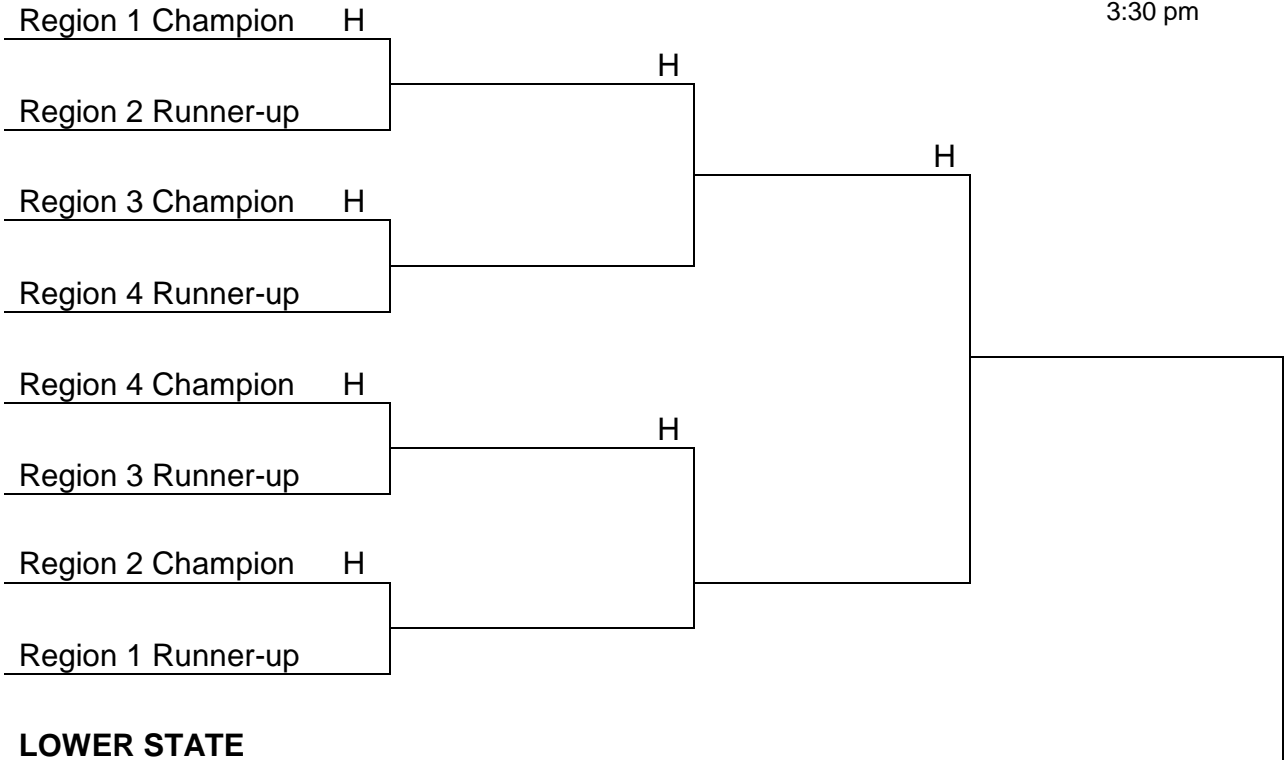 3:30 pm
Region 1 Champion H
H
Region 2 Runner-up
H
Region 3 Champion H
Region 4 Runner-up
Region 4 Champion H
H
Region 3 Runner-up
Region 2 Champion H
Region 1 Runner-up
LOWER STATE